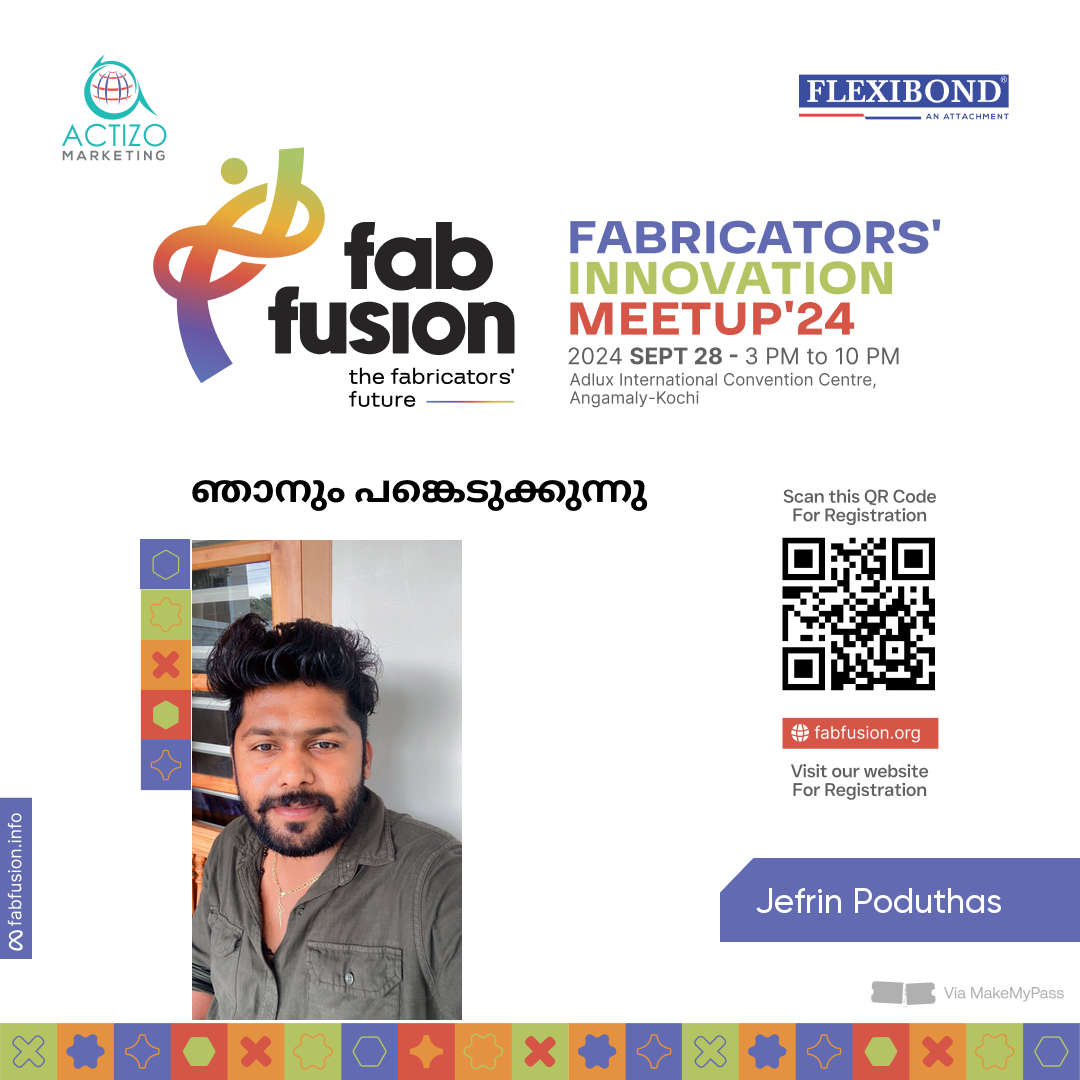 ACTIZO
MARKETING
FLEXIBOND®
AN ATTACHMENT
fab
fusion
the fabricators'
future
FABRICATORS'
INNOVATION
MEETUP'24
2024 SEPT 28 - 3 PM to 10 PM
Adlux International Convention Centre,
Angamaly-Kochi
ഞാനും പങ്കെടുക്കുന്നു
Scan this QR Code
For Registration
fabfusion.org
Visit our website
For Registration
fabfusion.info
Jefrin Poduthas
Via MakeMyPass